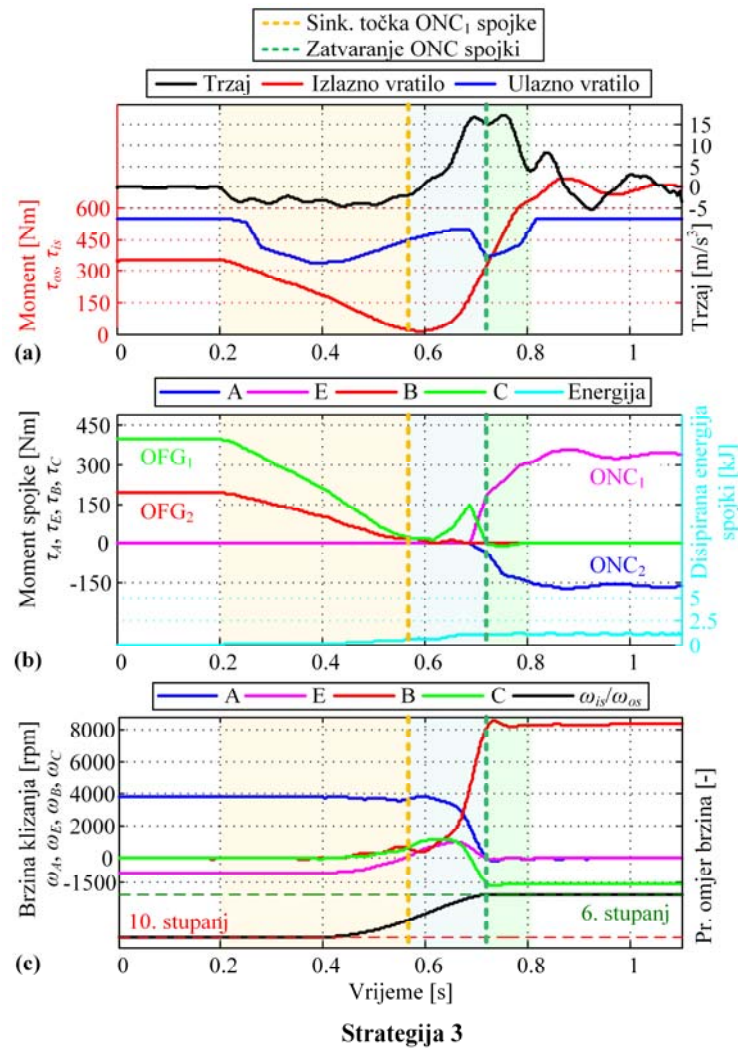 Sink. točka ONC₁ spojke
Zatvaranje ONC spojki
Trzaj Izlazno vratilo Ulazno vratilo
Moment [Nm]
τos, τis
600
450
300
150
0
15
10
5
0
-5
Trzaj [m/s³]
(a)
0 0.2 0.4 0.6 0.8 1
A E B C Energija
Moment spojke [Nm]
τA, τE, τB, τC
450
300
150
0
-150
OFG₁
OFG₂
ONC₁
ONC₂
5
2.5
0
Disipirana energija
spojki [kJ]
(b)
0 0.2 0.4 0.6 0.8 1
A E B C ωis/ωos
Brzina klizanja [rpm]
ωA, ωE, ωB, ωC
8000
6000
4000
2000
0
-1500
10. stupanj
6. stupanj
Pr. omjer brzina [-]
(c)
0 0.2 0.4 0.6 0.8 1
Vrijeme [s]
Strategija 3